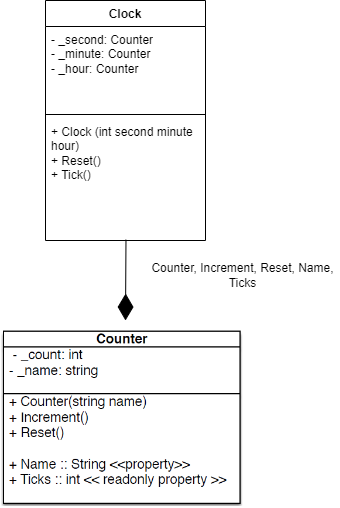 Clock
- _second: Counter
- _minute: Counter
- _hour: Counter
+ Clock (int second minute
hour)
+ Reset()
+ Tick()
Counter, Increment, Reset, Name,
Ticks
Counter
- _count: int
- _name: string
+ Counter(string name)
+ Increment()
+ Reset()
+ Name :: String <<property>>
+ Ticks :: int << readonly property >>